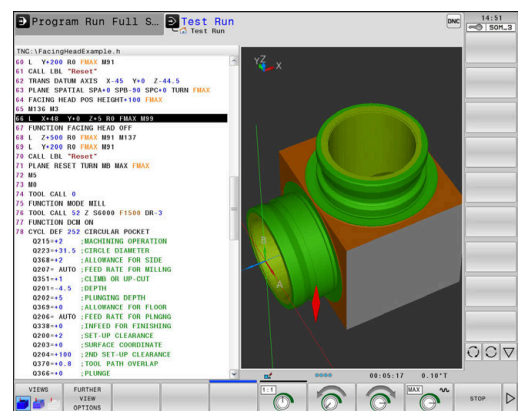 Program Run Full S...
Test Run
Test Run
DNC
14:51
SOM_3
TNC:\FacingHeadExample.h
60 L Y+200 R0 FMAX M91
61 CALL LBL "Reset"
62 TRANS DATUM AXIS X-45 Y+0 Z-44.5
63 PLANE SPATIAL SPA+0 SPB-90 SPC+0 TURN FMAX
64 FACING HEAD POS HEIGHT+100 FMAX
65 M136 M3
66 L X+48 Y+0 Z+5 R0 FMAX M99
67 FUNCTION FACING HEAD OFF
68 L Z+500 R0 FMAX M91 M137
69 L Y+200 R0 FMAX M91
70 CALL LBL "Reset"
71 PLANE RESET TURN MB MAX FMAX
72 M5
73 M0
74 TOOL CALL 0
75 FUNCTION MODE MILL
76 TOOL CALL 52 Z S6000 F1500 DR-3
77 FUNCTION DCM ON
78 CYCL DEF 252 CIRCULAR POCKET
Q215=+2 ;MACHINING OPERATION
Q223=+31.5 ;CIRCLE DIAMETER
Q368=+2 ;ALLOWANCE FOR SIDE
Q207= AUTO ;FEED RATE FOR MILLNG
Q351=+1 ;CLIMB OR UP-CUT
Q201=-4.5 ;DEPTH
Q202=+5 ;PLUNGING DEPTH
Q369=+0 ;ALLOWANCE FOR FLOOR
Q206= AUTO ;FEED RATE FOR PLNGNG
Q338=+0 ;INFEED FOR FINISHING
Q200=+2 ;SET-UP CLEARANCE
Q203=+0 ;SURFACE COORDINATE
Q204=+100 ;2ND SET-UP CLEARANCE
Q370=+0.8 ;TOOL PATH OVERLAP
Q366=+0 ;PLUNGE
Y Z X
A
00:05:17 0.10*T
VIEWS
FURTHER
VIEW
OPTIONS
1:1
MAX
STOP